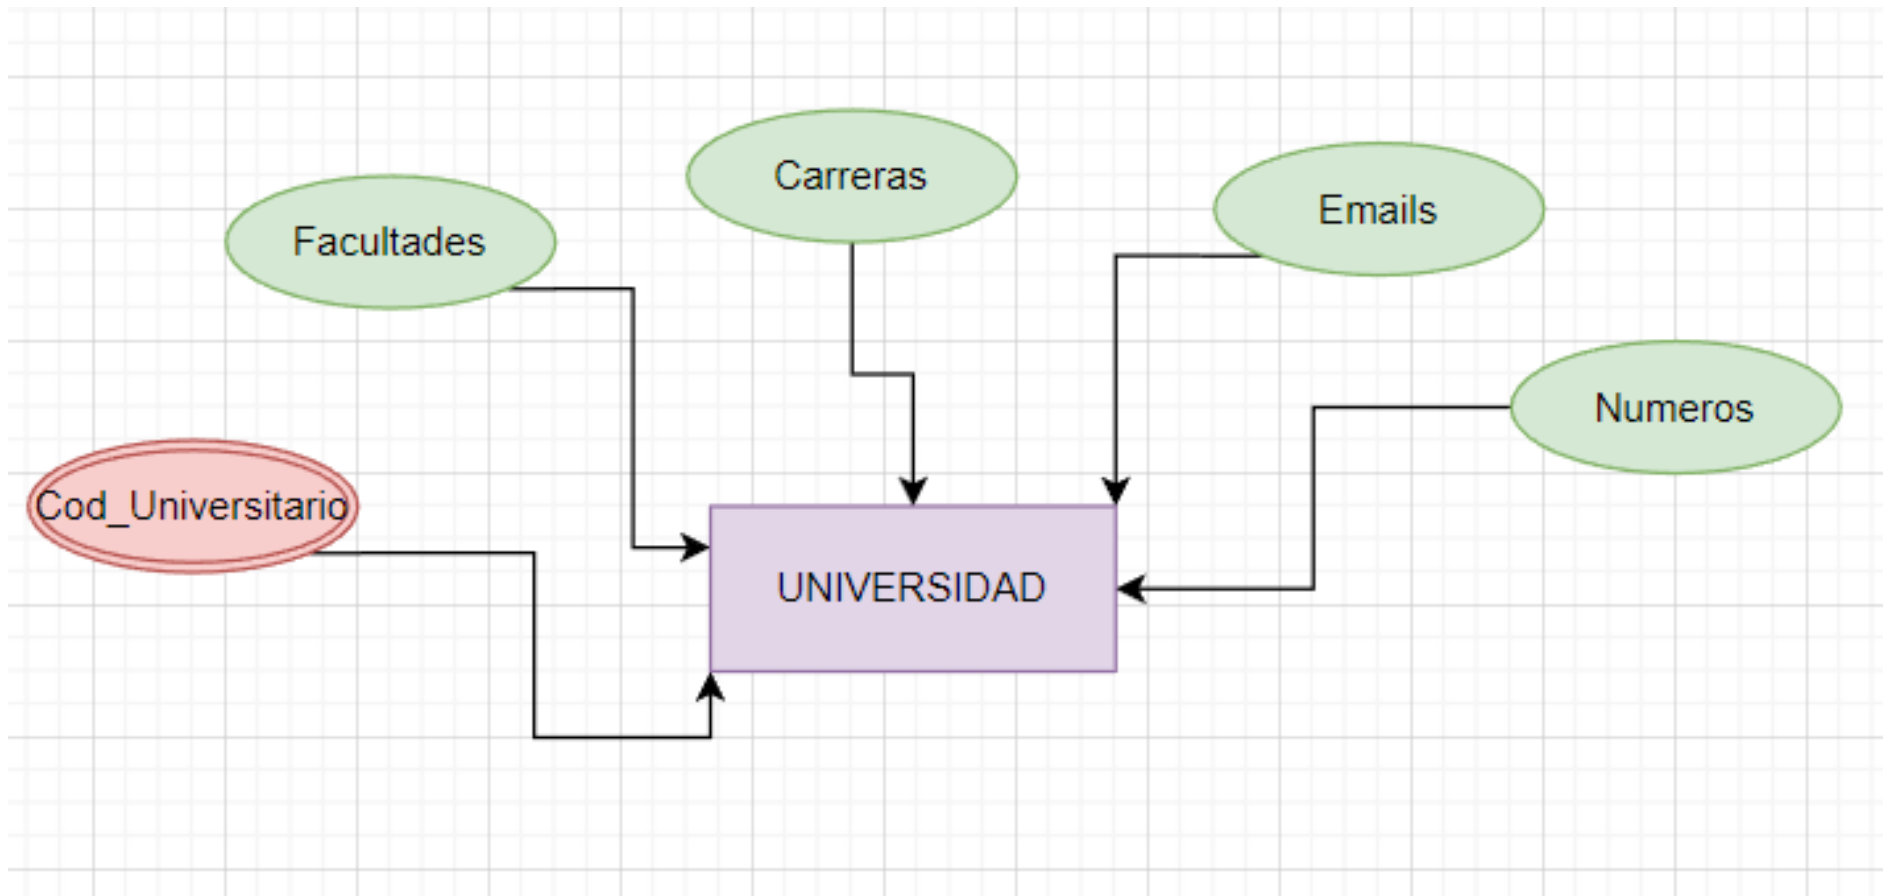 Carreras
Emails
Facultades
Numeros
Cod_Universitario
UNIVERSIDAD